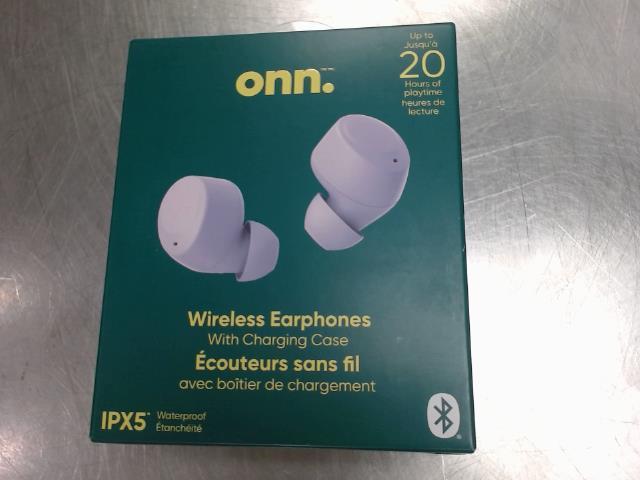 onn.™
Up to
Jusqu'à
20
Hours of
playtime
heures de
lecture
Wireless Earphones
With Charging Case
Écouteurs sans fil
avec boîtier de chargement
IPX5
Waterproof
Étanchéité